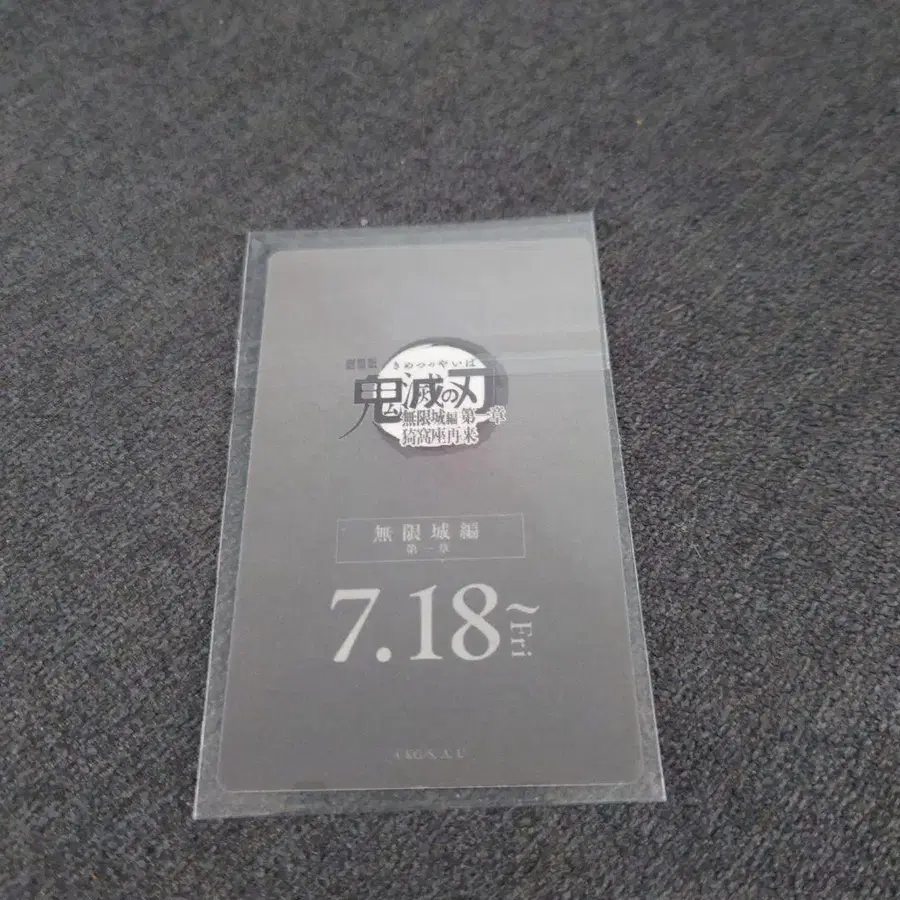 劇場版 きめつのやいば
鬼滅の刃
無限城編 第一章
猗窩座再来
無限城編
第一章
7.18~Fri